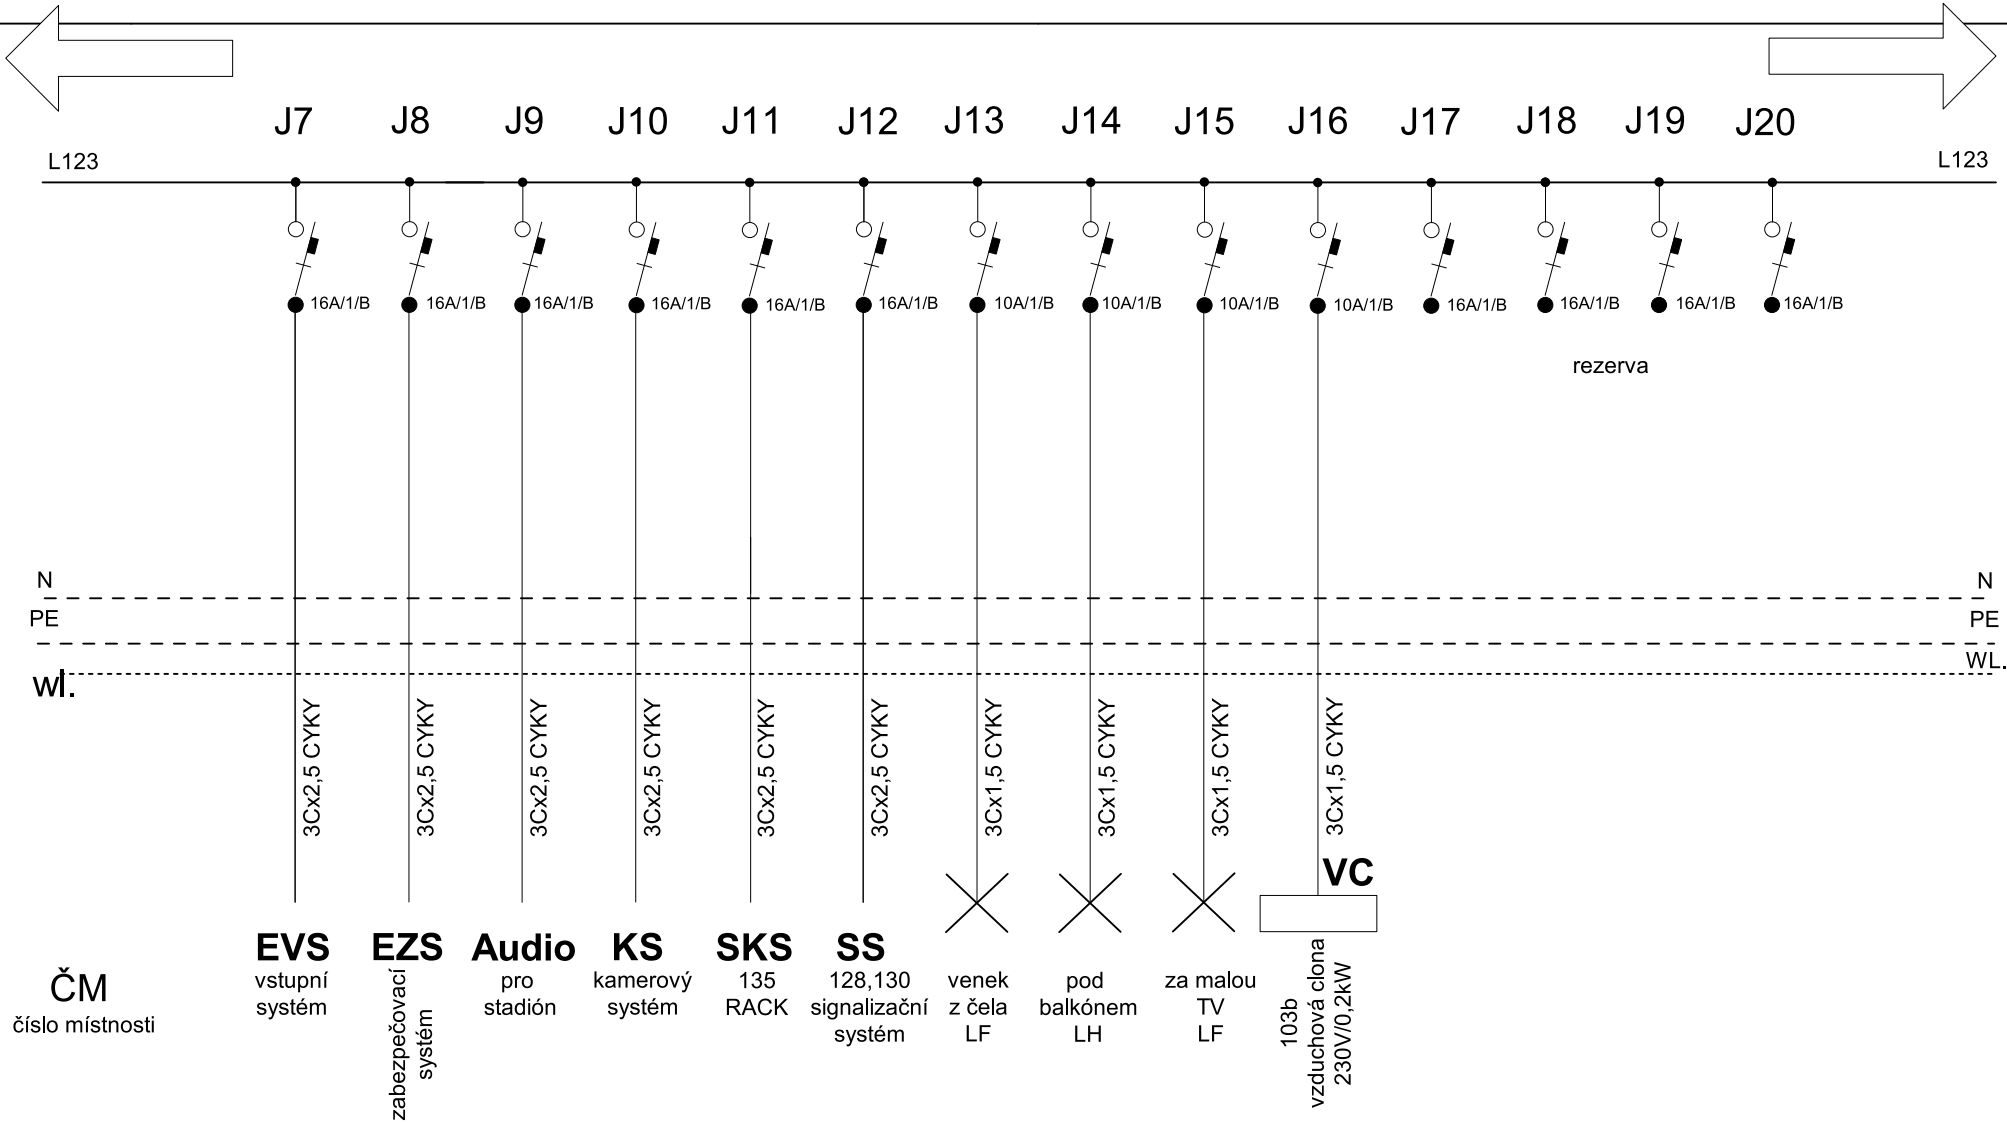 J7 J8 J9 J10 J11 J12 J13 J14 J15 J16 J17 J18 J19 J20
L123 L123
16A/1/B 16A/1/B 16A/1/B 16A/1/B 16A/1/B 16A/1/B 10A/1/B 10A/1/B 10A/1/B 10A/1/B 16A/1/B 16A/1/B 16A/1/B 16A/1/B
rezerva
N N
PE PE
wl. WL.
3Cx2,5 CYKY 3Cx2,5 CYKY 3Cx2,5 CYKY 3Cx2,5 CYKY 3Cx2,5 CYKY 3Cx2,5 CYKY 3Cx1,5 CYKY 3Cx1,5 CYKY 3Cx1,5 CYKY 3Cx1,5 CYKY
ČM
číslo místnosti
EVS
vstupní
systém
EZS
zabezpečovací
systém
Audio
pro
stadión
KS
kamerový
systém
SKS
135
RACK
SS
128,130
signalizační
systém
venek
z čela
LF
pod
balkónem
LH
za malou
TV
LF
VC
103b
vzduchová clona
230V/0,2kW